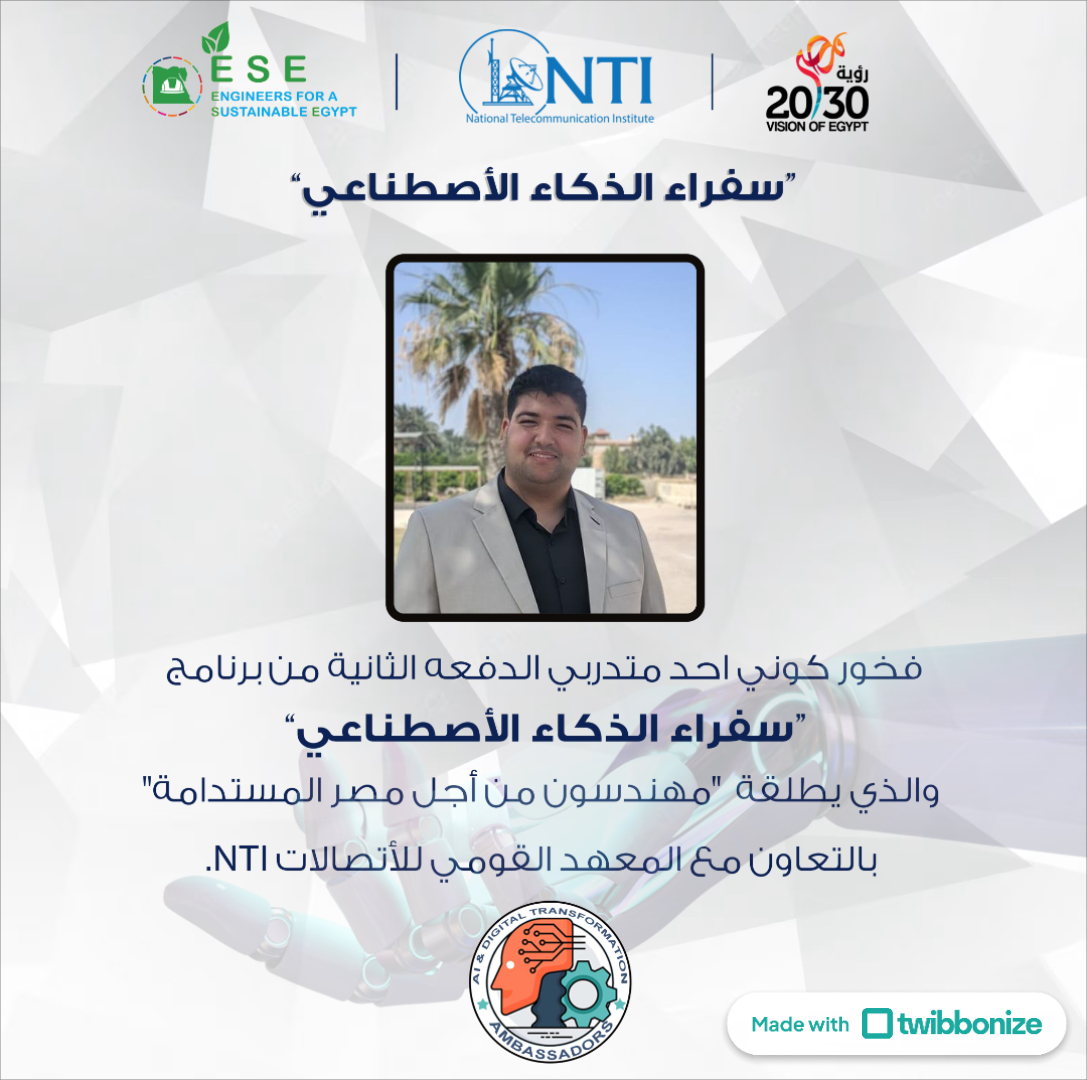 ESE
ENGINEERS FOR A
SUSTAINABLE EGYPT
NTI
National Telecommunication Institute
رؤية
2030
VISION OF EGYPT
”سفراء الذكاء الأصطناعي“
فخور كوني احد متدربي الدفعه الثانية من برنامج
”سفراء الذكاء الأصطناعي“
والذي يطلقة "مهندسون من أجل مصر المستدامة"
بالتعاون مع المعهد القومي للأتصالات NTI.
AI & DIGITAL TRANSFORMATION
AMBASSADORS
Made with twibbonize